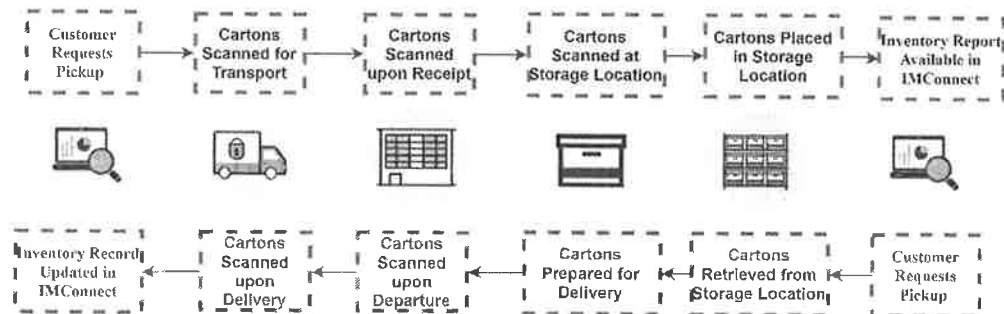 Customer
Requests
Pickup
Cartons
Scanned for
Transport
Cartons
Scanned
upon Receipt
Cartons
Scanned at
Storage Location
Cartons Placed
in Storage
Location
Inventory Report
Available in
IMConnect
Inventory Record
Updated in
IMConnect
Cartons
Scanned
upon
Delivery
Cartons
Scanned
upon
Departure
Cartons
Prepared for
Delivery
Cartons
Retrieved from
Storage Location
Customer
Requests
Pickup